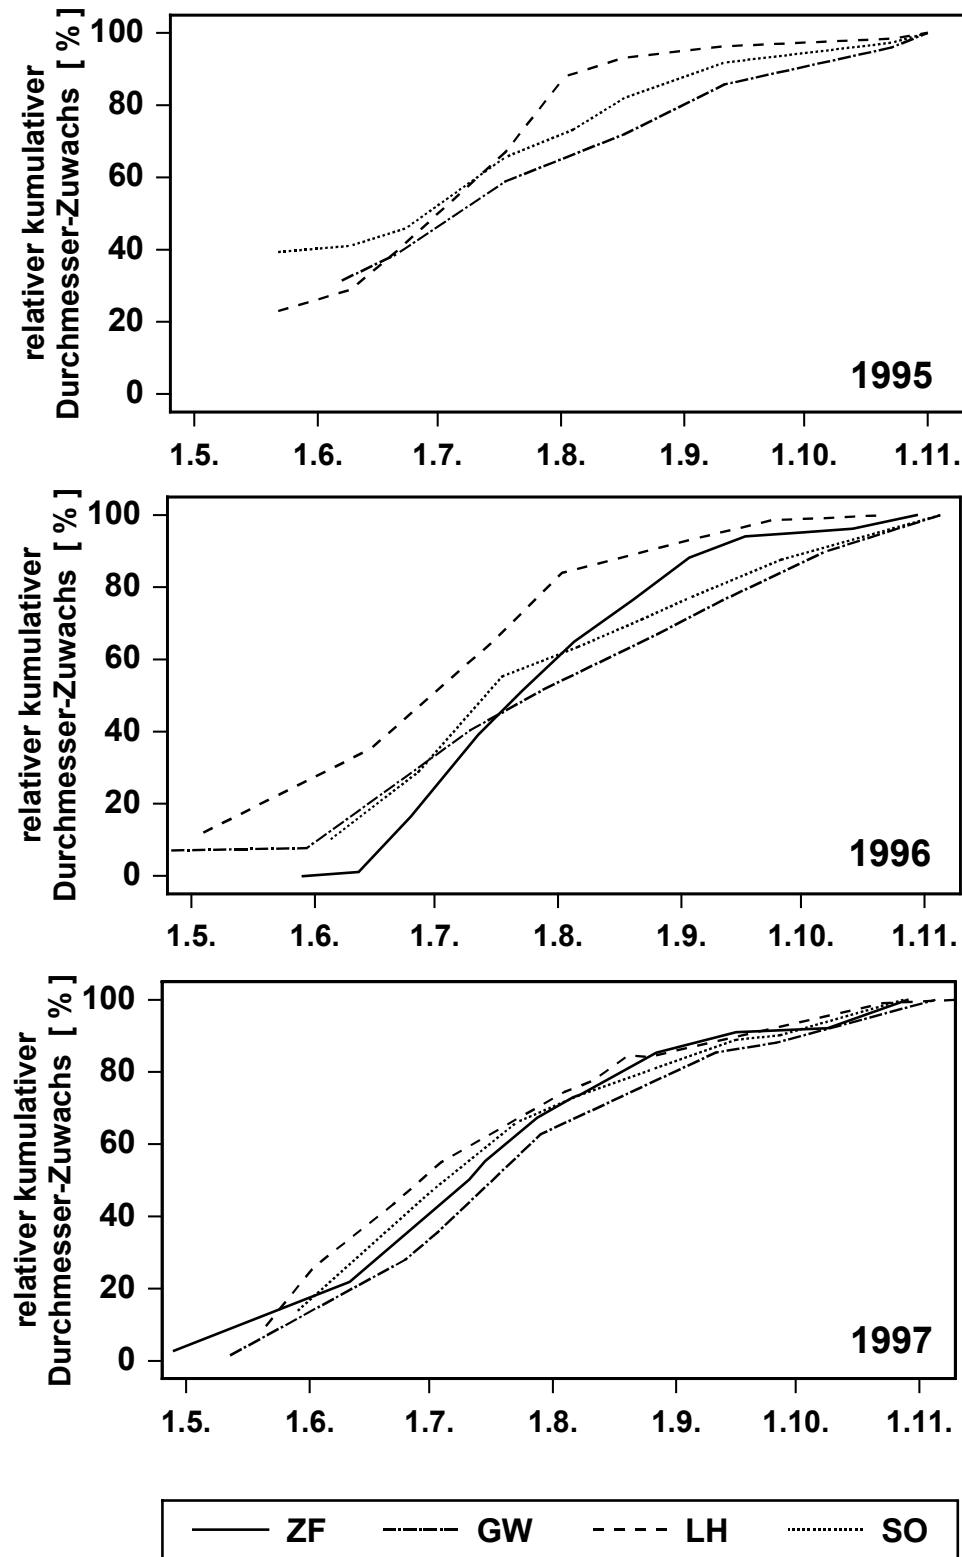 relativer kumulativer
Durchmesser-Zuwachs [ % ]
100
80
60
40
20
0
1995
1.5. 1.6. 1.7. 1.8. 1.9. 1.10. 1.11.
relativer kumulativer
Durchmesser-Zuwachs [ % ]
100
80
60
40
20
0
1996
1.5. 1.6. 1.7. 1.8. 1.9. 1.10. 1.11.
relativer kumulativer
Durchmesser-Zuwachs [ % ]
100
80
60
40
20
0
1997
1.5. 1.6. 1.7. 1.8. 1.9. 1.10. 1.11.
ZF GW LH SO